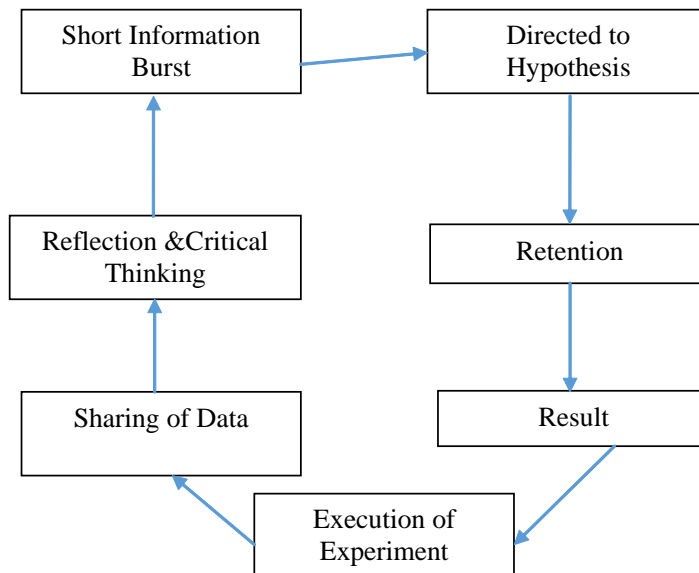 Short Information
Burst
Directed to
Hypothesis
Reflection &Critical
Thinking
Retention
Sharing of Data
Result
Execution of
Experiment